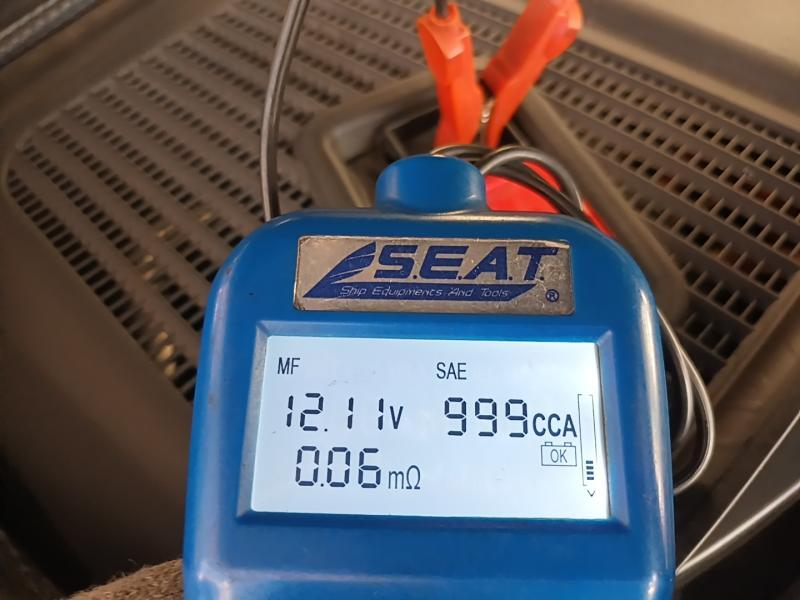 S.E.A.T.
Ship Equipments And Tools ®
MF SAE
12.11V 999CCA
OK
0.06mΩ